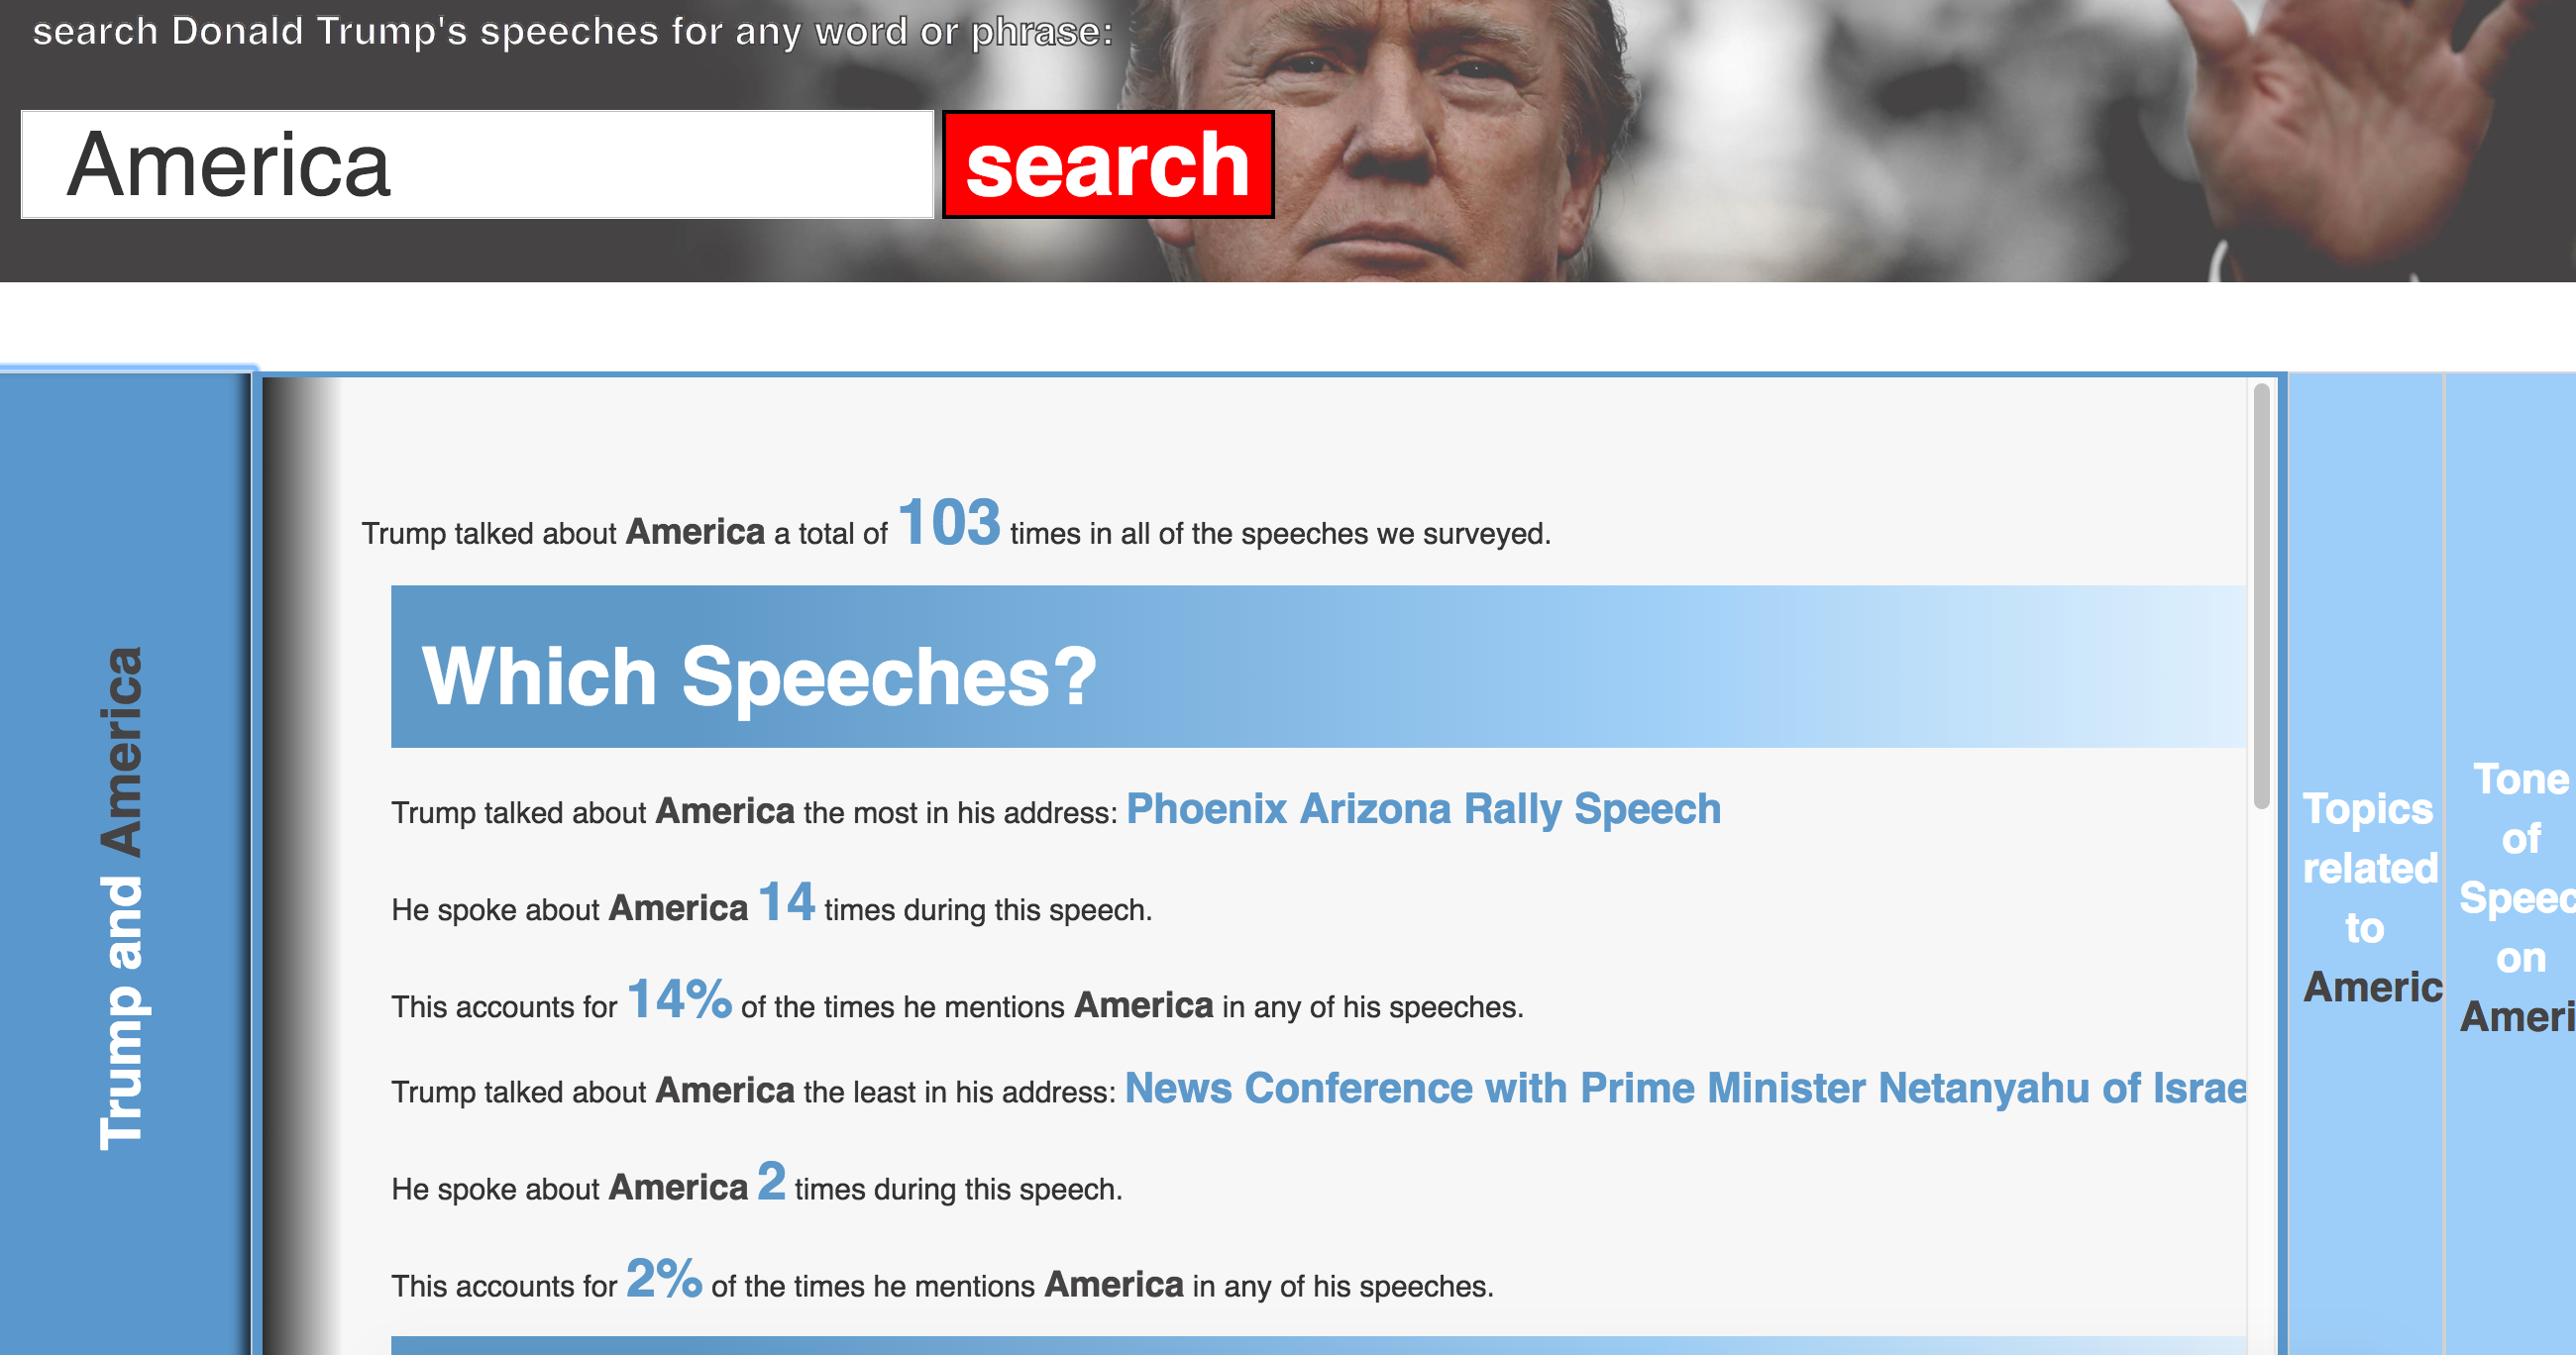 search Donald Trump's speeches for any word or phrase:
America
search
Trump and America
Trump talked about America a total of 103 times in all of the speeches we surveyed.
Which Speeches?
Trump talked about America the most in his address: Phoenix Arizona Rally Speech
He spoke about America 14 times during this speech.
This accounts for 14% of the times he mentions America in any of his speeches.
Trump talked about America the least in his address: News Conference with Prime Minister Netanyahu of Israe
He spoke about America 2 times during this speech.
This accounts for 2% of the times he mentions America in any of his speeches.
Topics
related
to
Americ
Tone
of
Speec
on
Ameri